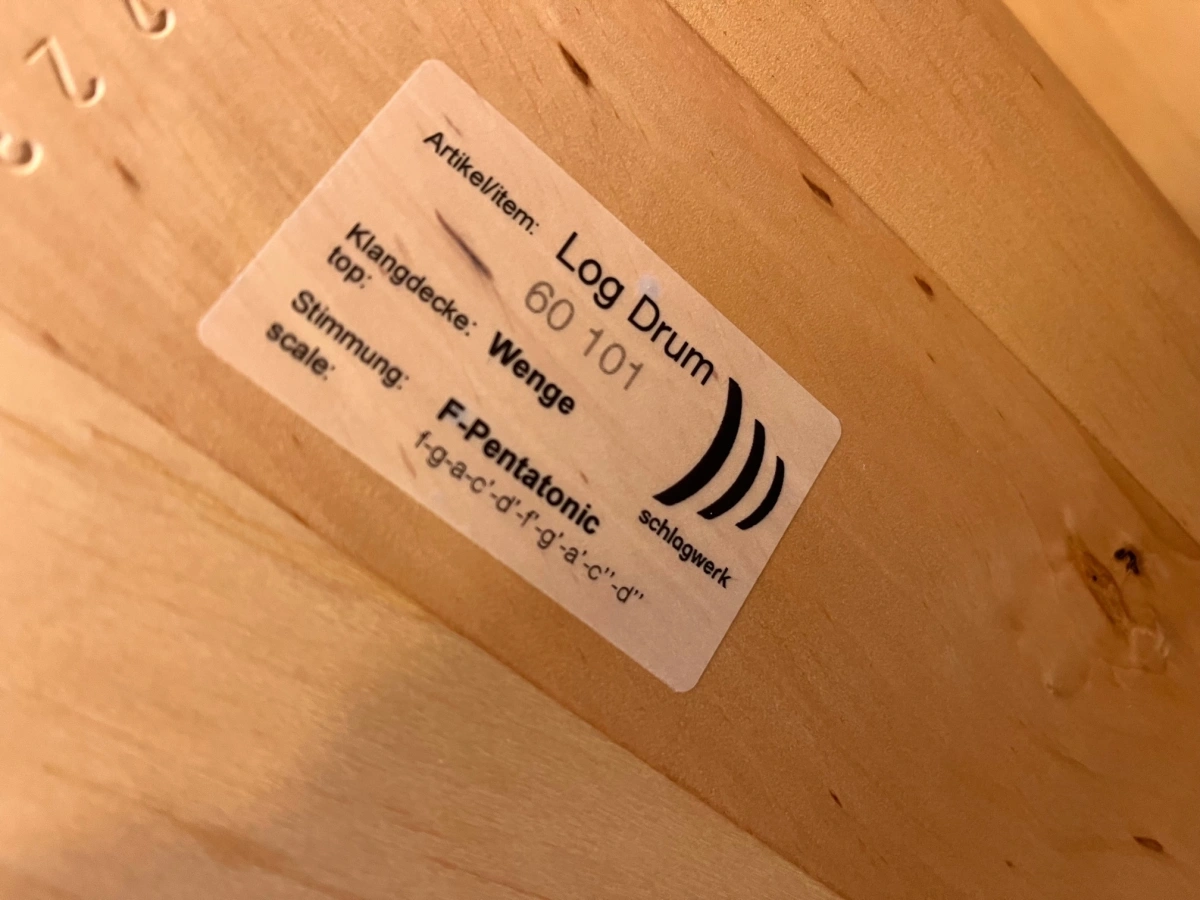 Artikel/item: Log Drum
60 101
Klangdecke: Wenge
top:
Stimmung: F-Pentatonic
scale: f-g-a-c'-d'-f'-g'-a'-c''-d''
schlagwerk